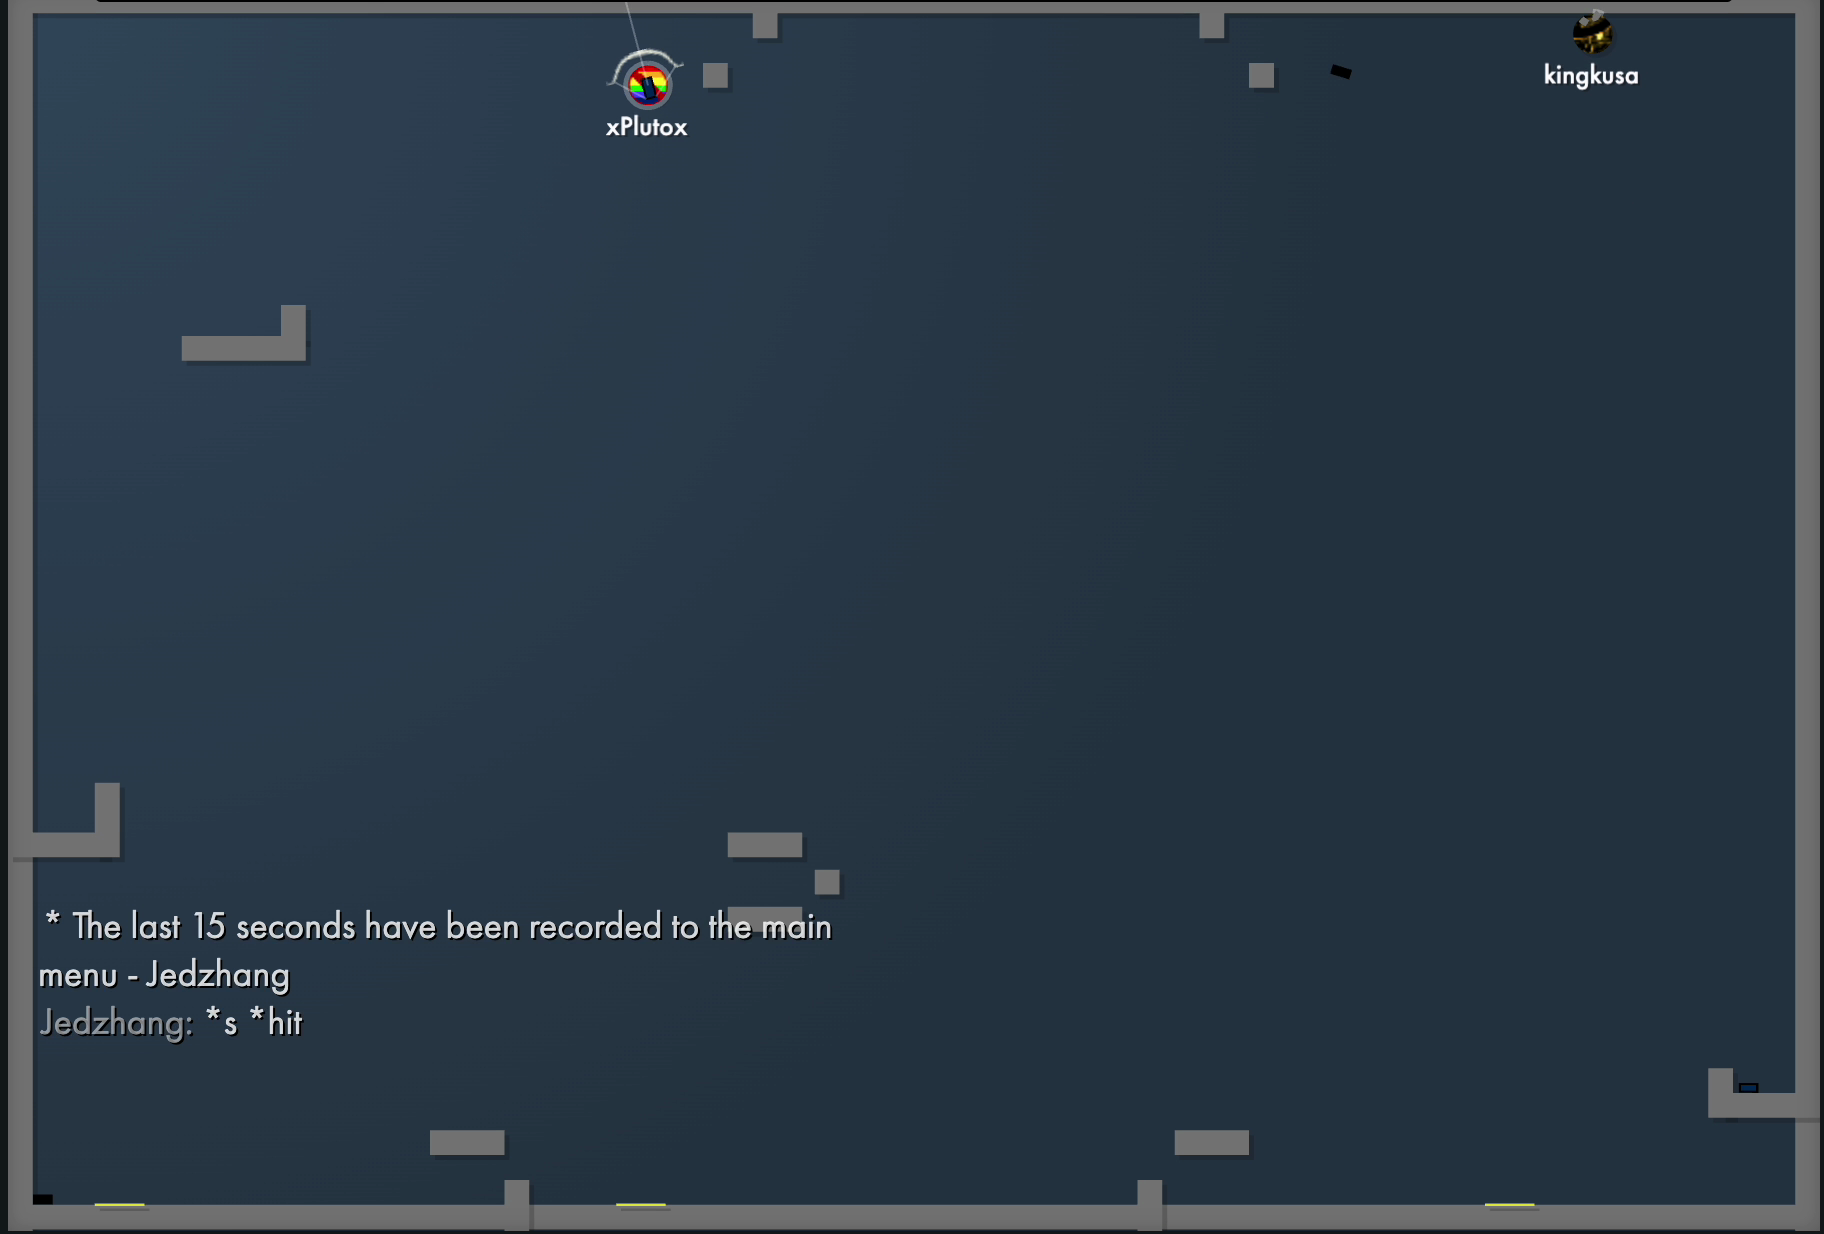 kingkusa
xPlutox
* The last 15 seconds have been recorded to the main
menu - Jedzhang
Jedzhang: *s *hit